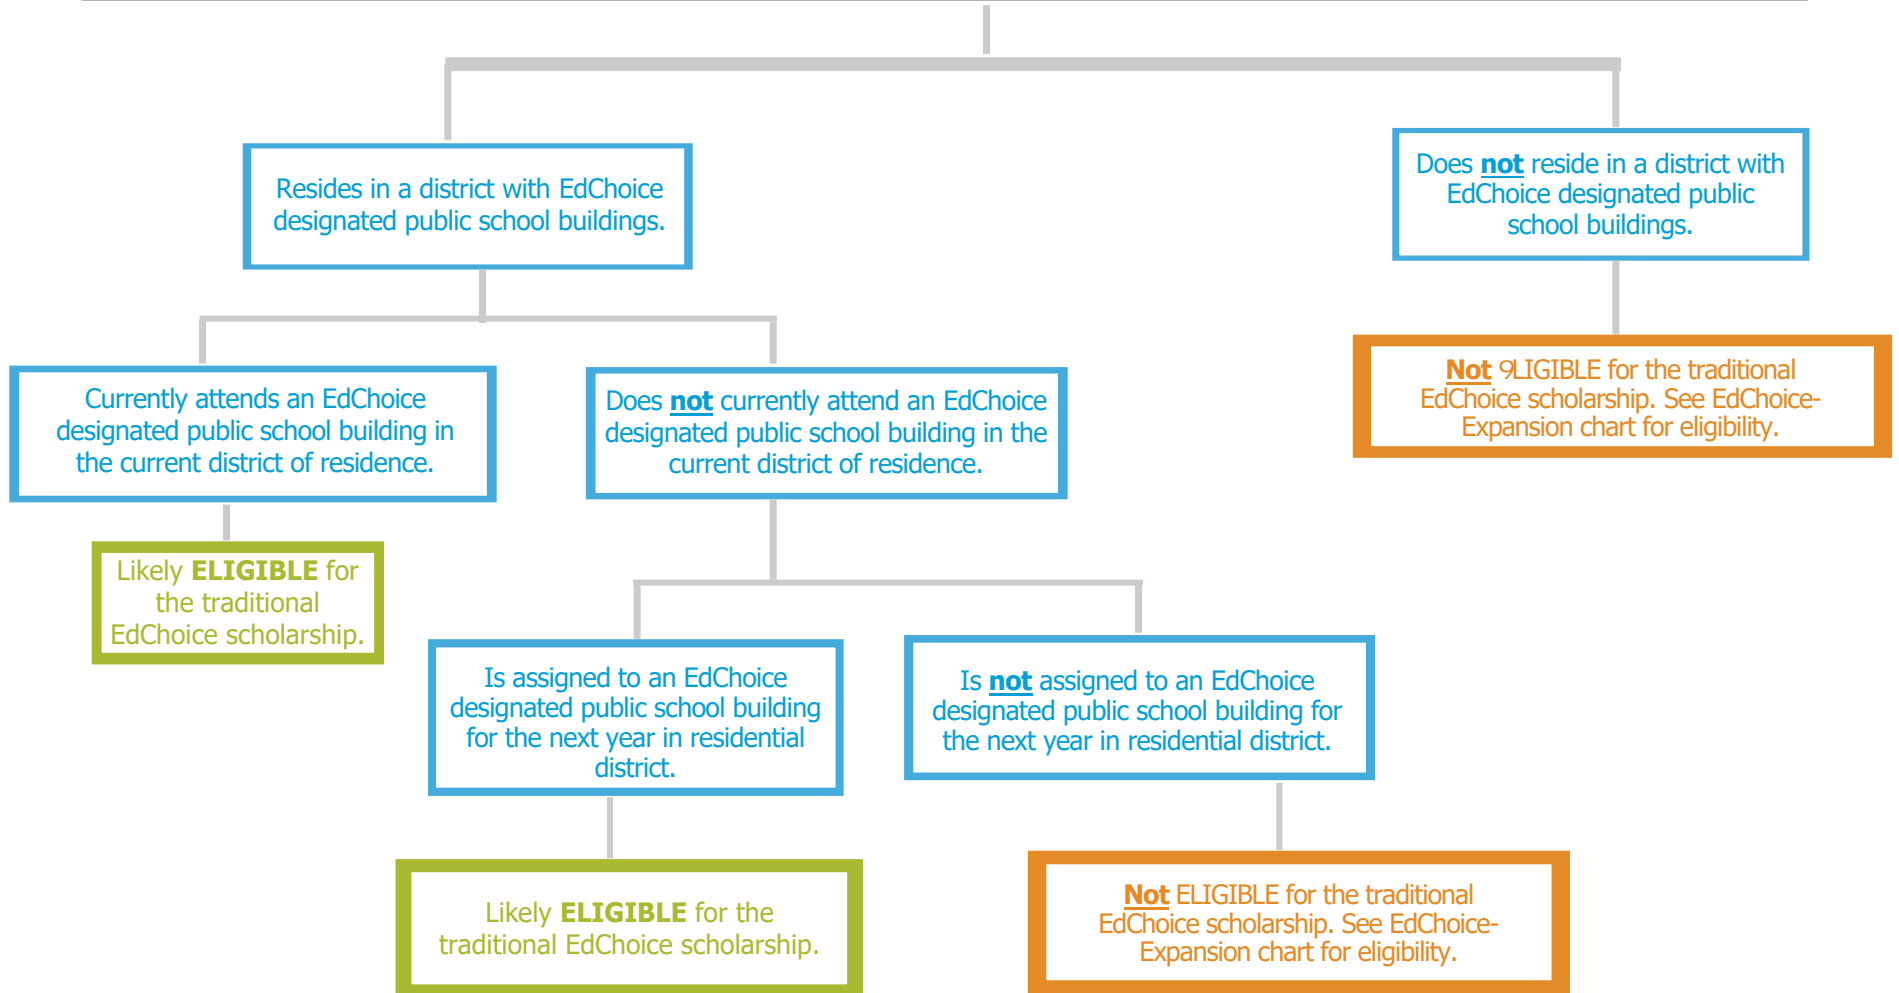 Resides in a district with EdChoice
designated public school buildings.
Does not reside in a district with
EdChoice designated public
school buildings.
Currently attends an EdChoice
designated public school building in
the current district of residence.
Does not currently attend an EdChoice
designated public school building in the
current district of residence.
Not 9LIGIBLE for the traditional
EdChoice scholarship. See EdChoice-
Expansion chart for eligibility.
Likely ELIGIBLE for
the traditional
EdChoice scholarship.
Is assigned to an EdChoice
designated public school building
for the next year in residential
district.
Is not assigned to an EdChoice
designated public school building for
the next year in residential district.
Likely ELIGIBLE for the
traditional EdChoice scholarship.
Not ELIGIBLE for the traditional
EdChoice scholarship. See EdChoice-
Expansion chart for eligibility.